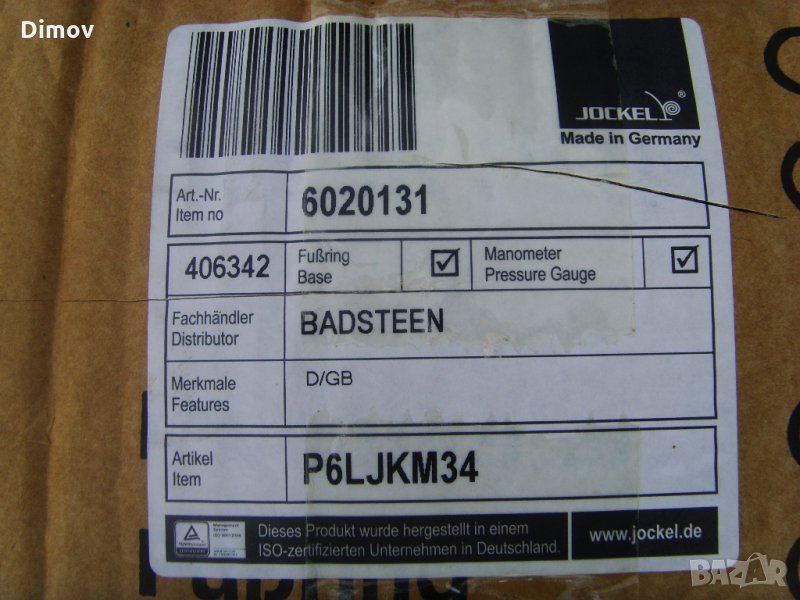 Dimov
JOCKEL®
Made in Germany
Art.-Nr.
Item no
6020131
406342
Fußring
Base
Manometer
Pressure Gauge
Fachhändler
Distributor
BADSTEEN
Merkmale
Features
D/GB
Artikel
Item
P6LJKM34
Dieses Produkt wurde hergestellt in einem
ISO-zertifizierten Unternehmen in Deutschland.
www.jockel.de
BAZAR